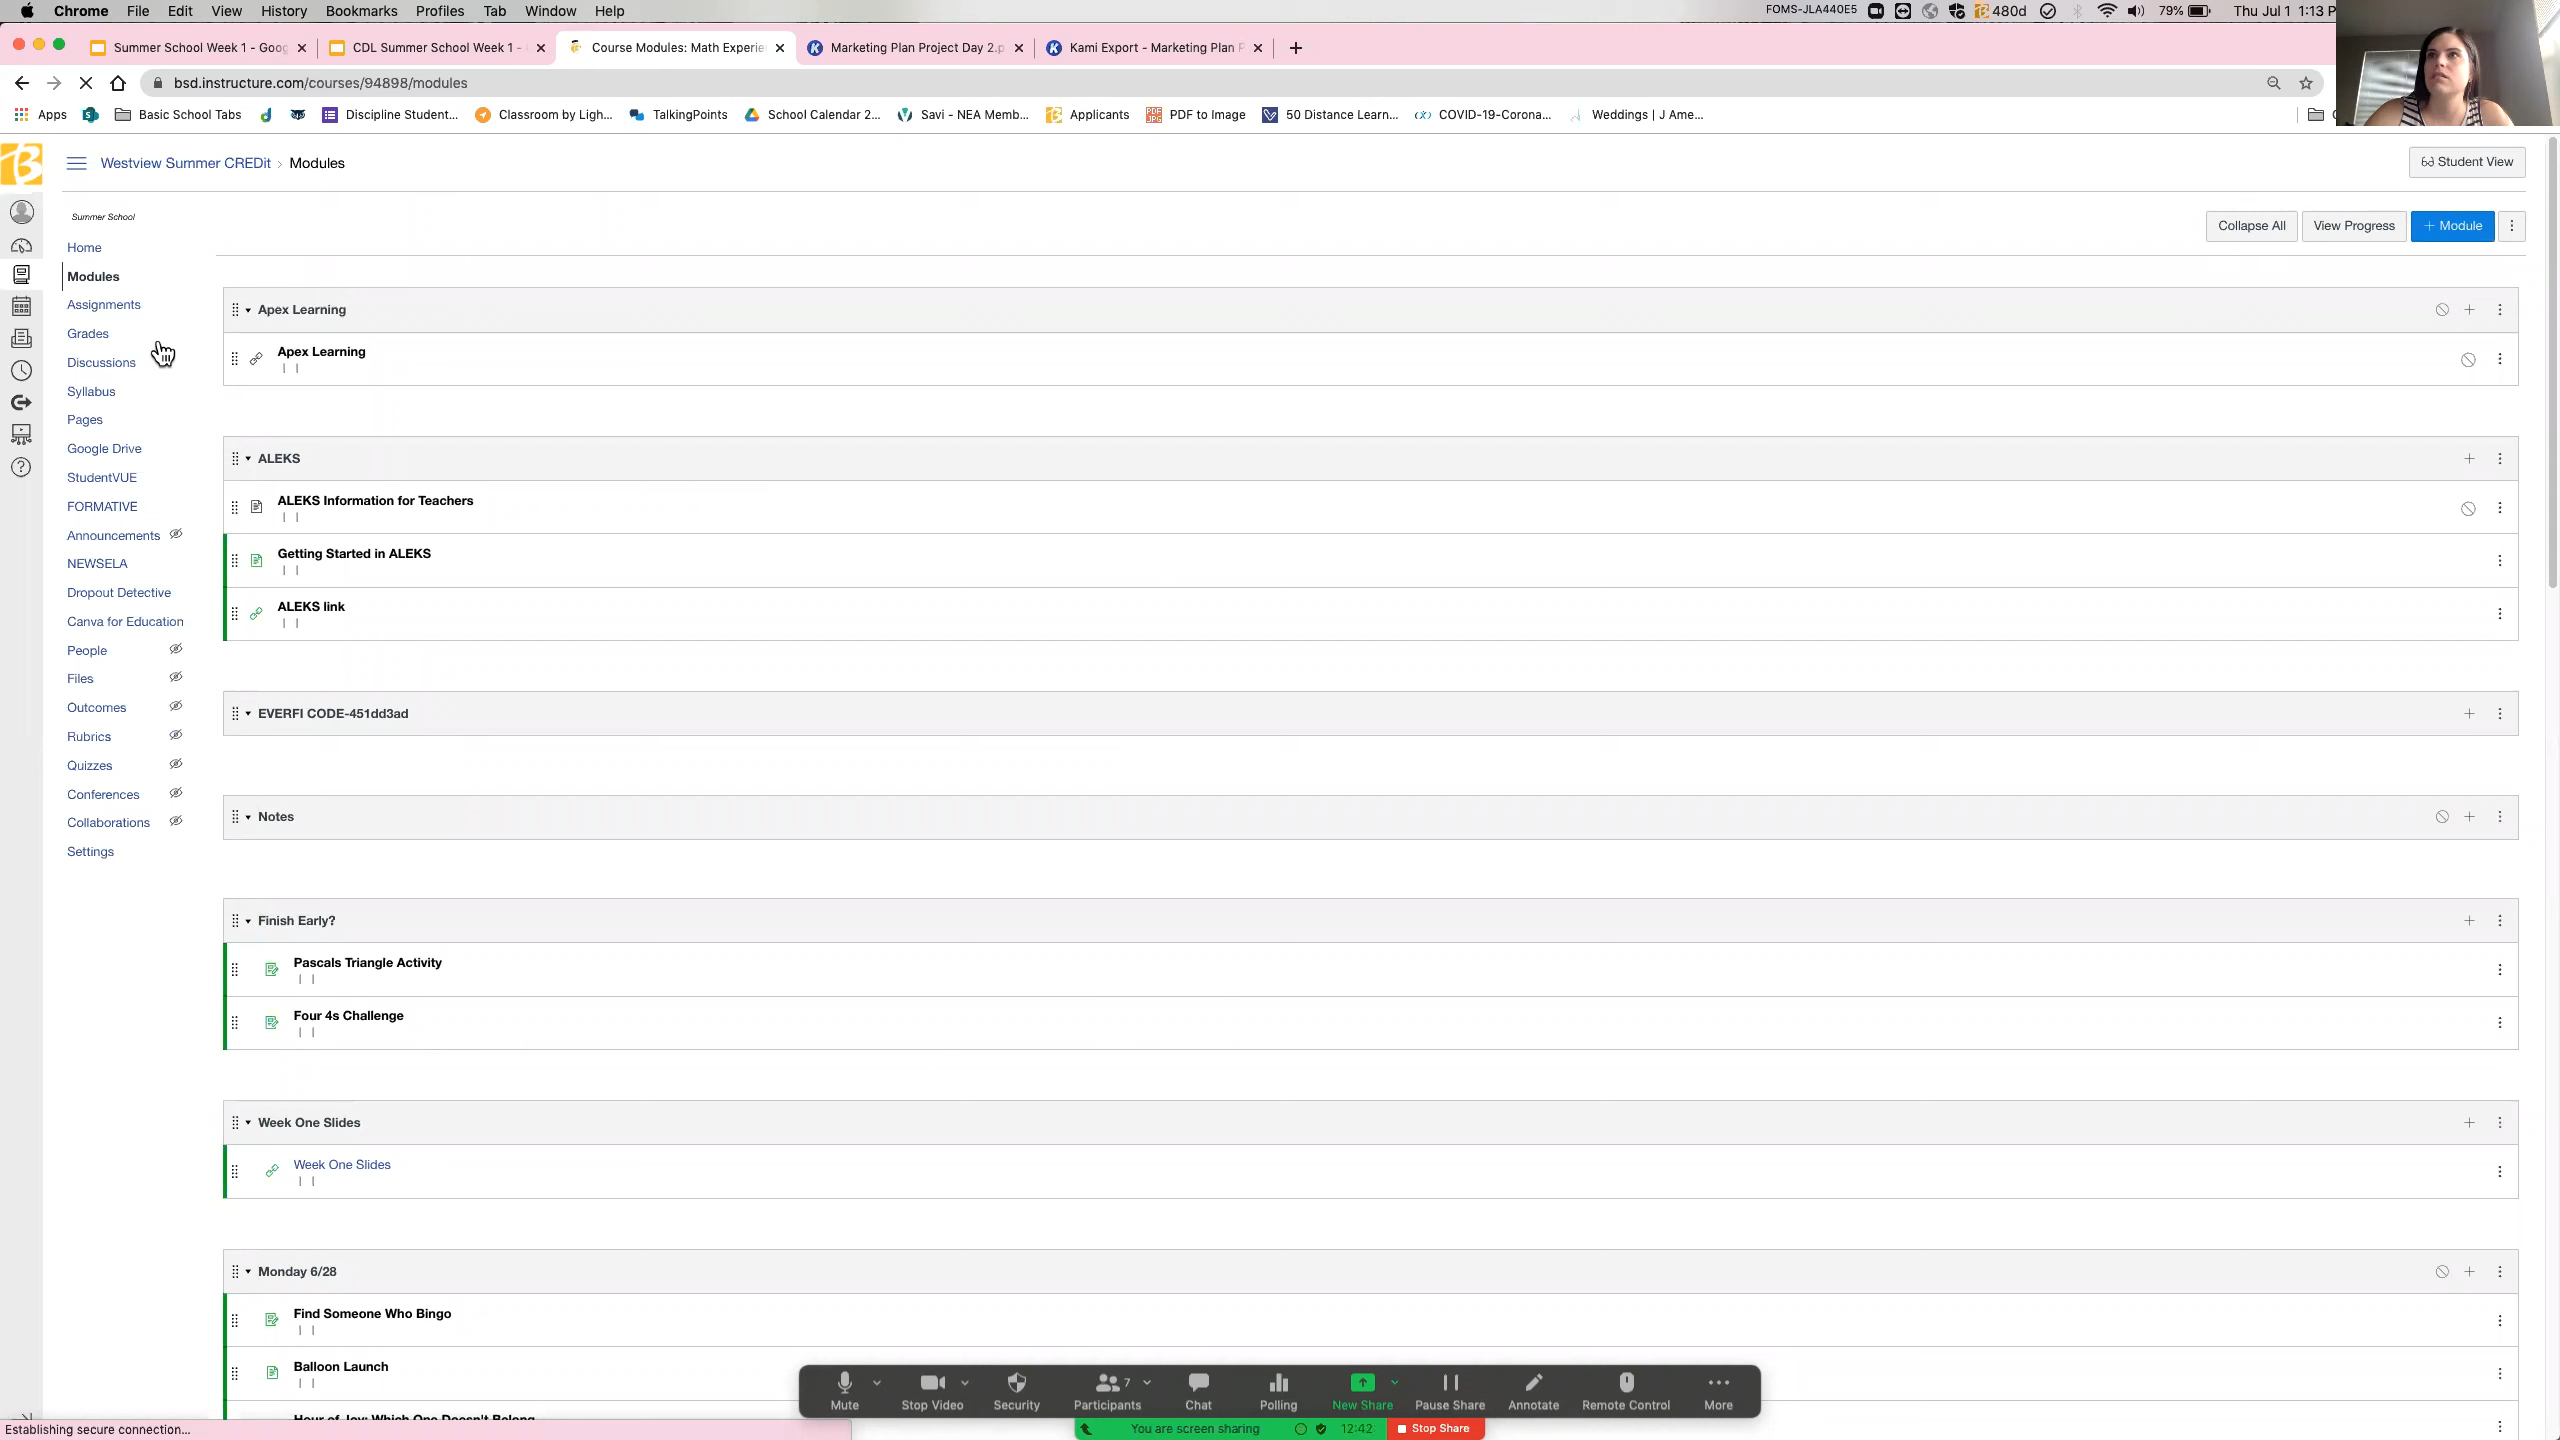 Chrome File Edit View History Bookmarks Profiles Tab Window Help
FOMS-JLA440E5 480d 79% Thu Jul 1 1:13 P
Summer School Week 1 - Goog
CDL Summer School Week 1 -
Course Modules: Math Experie
Marketing Plan Project Day 2.p
Kami Export - Marketing Plan P
bsd.instructure.com/courses/94898/modules
Apps Basic School Tabs Discipline Student... Classroom by Ligh... TalkingPoints School Calendar 2... Savi - NEA Memb... Applicants PDF to Image 50 Distance Learn... COVID-19-Corona... Weddings | J Ame...
Westview Summer CREDit › Modules
Student View
Summer School
Collapse All View Progress + Module
Home
Modules
Assignments
Grades
Discussions
Syllabus
Pages
Google Drive
StudentVUE
FORMATIVE
Announcements
NEWSELA
Dropout Detective
Canva for Education
People
Files
Outcomes
Rubrics
Quizzes
Conferences
Collaborations
Settings
Apex Learning
Apex Learning
| |
ALEKS
ALEKS Information for Teachers
| |
Getting Started in ALEKS
| |
ALEKS link
| |
EVERFI CODE-451dd3ad
Notes
Finish Early?
Pascals Triangle Activity
| |
Four 4s Challenge
| |
Week One Slides
Week One Slides
| |
Monday 6/28
Find Someone Who Bingo
| |
Balloon Launch
| |
Hour of Joy: Which One Doesn't Belong
Mute Stop Video Security Participants 7 Chat Polling New Share Pause Share Annotate Remote Control More
You are screen sharing 12:42 Stop Share
Establishing secure connection...